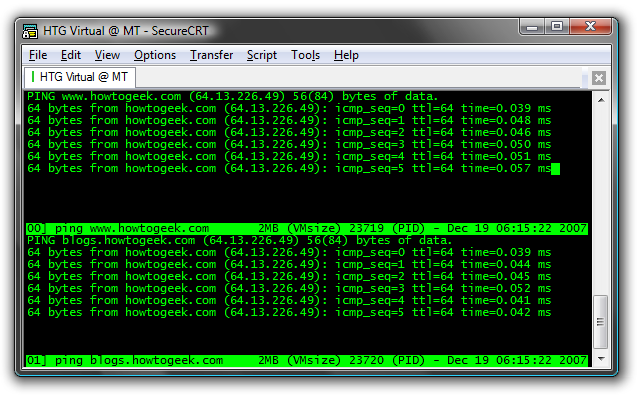 HTG Virtual @ MT - SecureCRT
File Edit View Options Transfer Script Tools Help
HTG Virtual @ MT
PING www.howtogeek.com (64.13.226.49) 56(84) bytes of data.
64 bytes from howtogeek.com (64.13.226.49): icmp_seq=0 ttl=64 time=0.039 ms
64 bytes from howtogeek.com (64.13.226.49): icmp_seq=1 ttl=64 time=0.048 ms
64 bytes from howtogeek.com (64.13.226.49): icmp_seq=2 ttl=64 time=0.046 ms
64 bytes from howtogeek.com (64.13.226.49): icmp_seq=3 ttl=64 time=0.050 ms
64 bytes from howtogeek.com (64.13.226.49): icmp_seq=4 ttl=64 time=0.051 ms
64 bytes from howtogeek.com (64.13.226.49): icmp_seq=5 ttl=64 time=0.057 ms
00] ping www.howtogeek.com 2MB (VMsize) 23719 (PID) - Dec 19 06:15:22 2007
PING blogs.howtogeek.com (64.13.226.49) 56(84) bytes of data.
64 bytes from howtogeek.com (64.13.226.49): icmp_seq=0 ttl=64 time=0.039 ms
64 bytes from howtogeek.com (64.13.226.49): icmp_seq=1 ttl=64 time=0.044 ms
64 bytes from howtogeek.com (64.13.226.49): icmp_seq=2 ttl=64 time=0.045 ms
64 bytes from howtogeek.com (64.13.226.49): icmp_seq=3 ttl=64 time=0.052 ms
64 bytes from howtogeek.com (64.13.226.49): icmp_seq=4 ttl=64 time=0.041 ms
64 bytes from howtogeek.com (64.13.226.49): icmp_seq=5 ttl=64 time=0.042 ms
01] ping blogs.howtogeek.com 2MB (VMsize) 23720 (PID) - Dec 19 06:15:22 2007